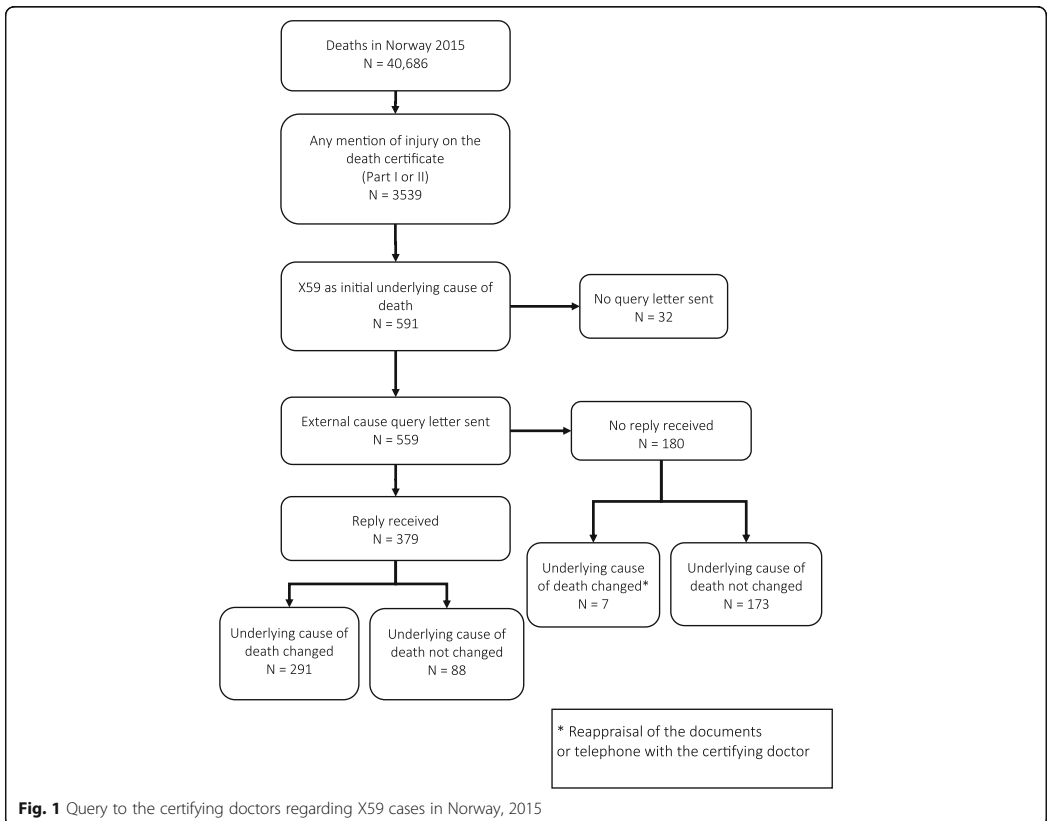 Deaths in Norway 2015
N = 40,686
Any mention of injury on the
death certificate
(Part I or II)
N = 3539
X59 as initial underlying cause of
death
N = 591
No query letter sent
N = 32
External cause query letter sent
N = 559
No reply received
N = 180
Reply received
N = 379
Underlying cause
of death changed*
N = 7
Underlying cause of
death not changed
N = 173
Underlying cause of
death changed
N = 291
Underlying cause of
death not changed
N = 88
* Reappraisal of the documents
or telephone with the certifying doctor
Fig. 1 Query to the certifying doctors regarding X59 cases in Norway, 2015